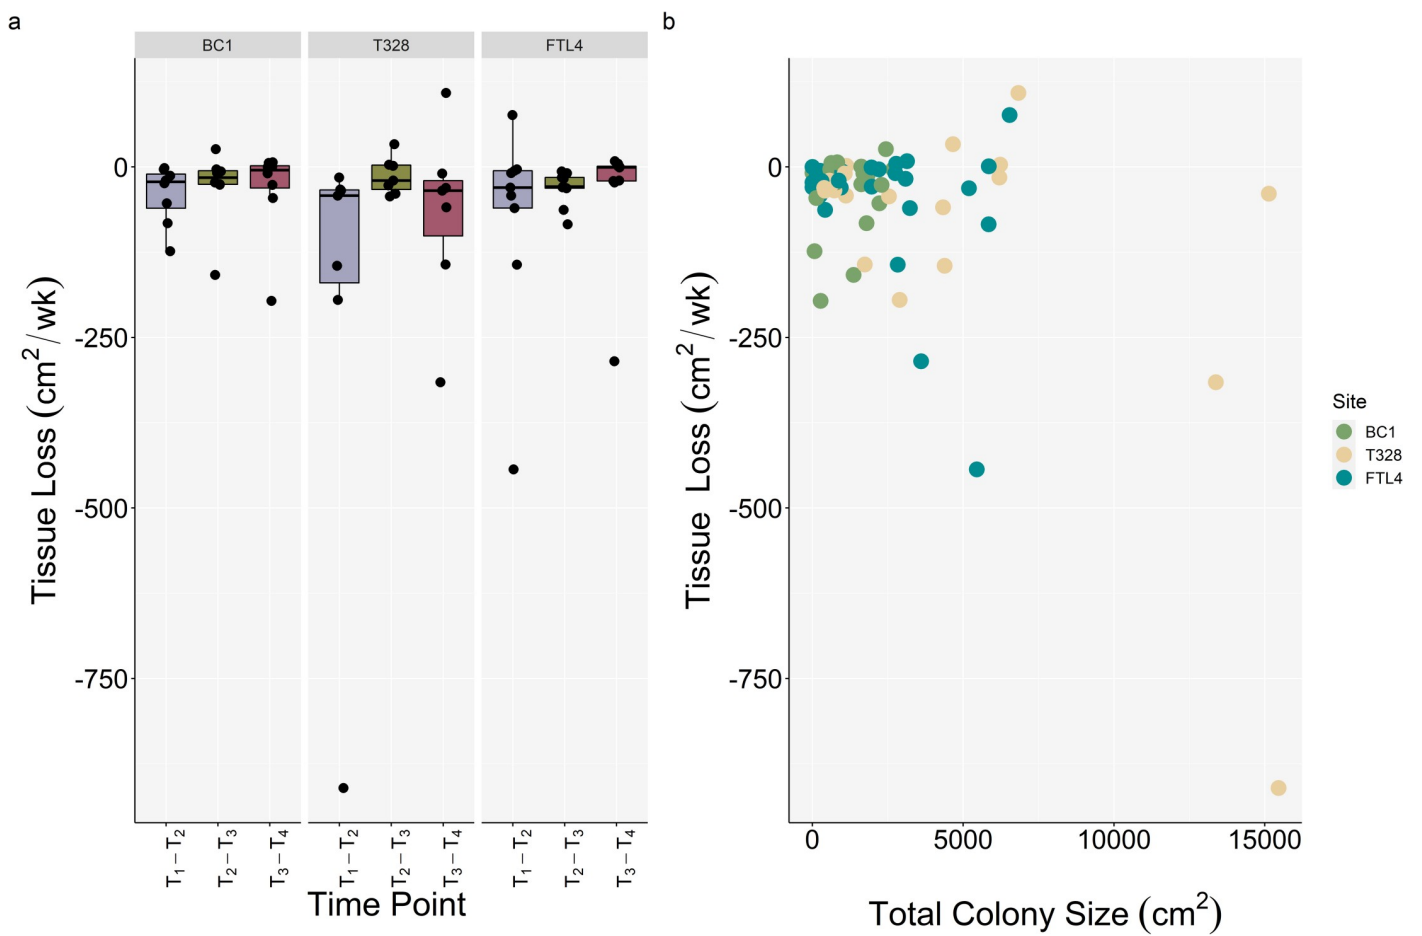 a
BC1 T328 FTL4
0
-250
-500
-750
Tissue Loss (cm²/wk)
T₁−T₂ T₂−T₃ T₃−T₄ T₁−T₂ T₂−T₃ T₃−T₄ T₁−T₂ T₂−T₃ T₃−T₄
Time Point
b
0
-250
-500
-750
Tissue Loss (cm²/wk)
0 5000 10000 15000
Total Colony Size (cm²)
Site
BC1
T328
FTL4